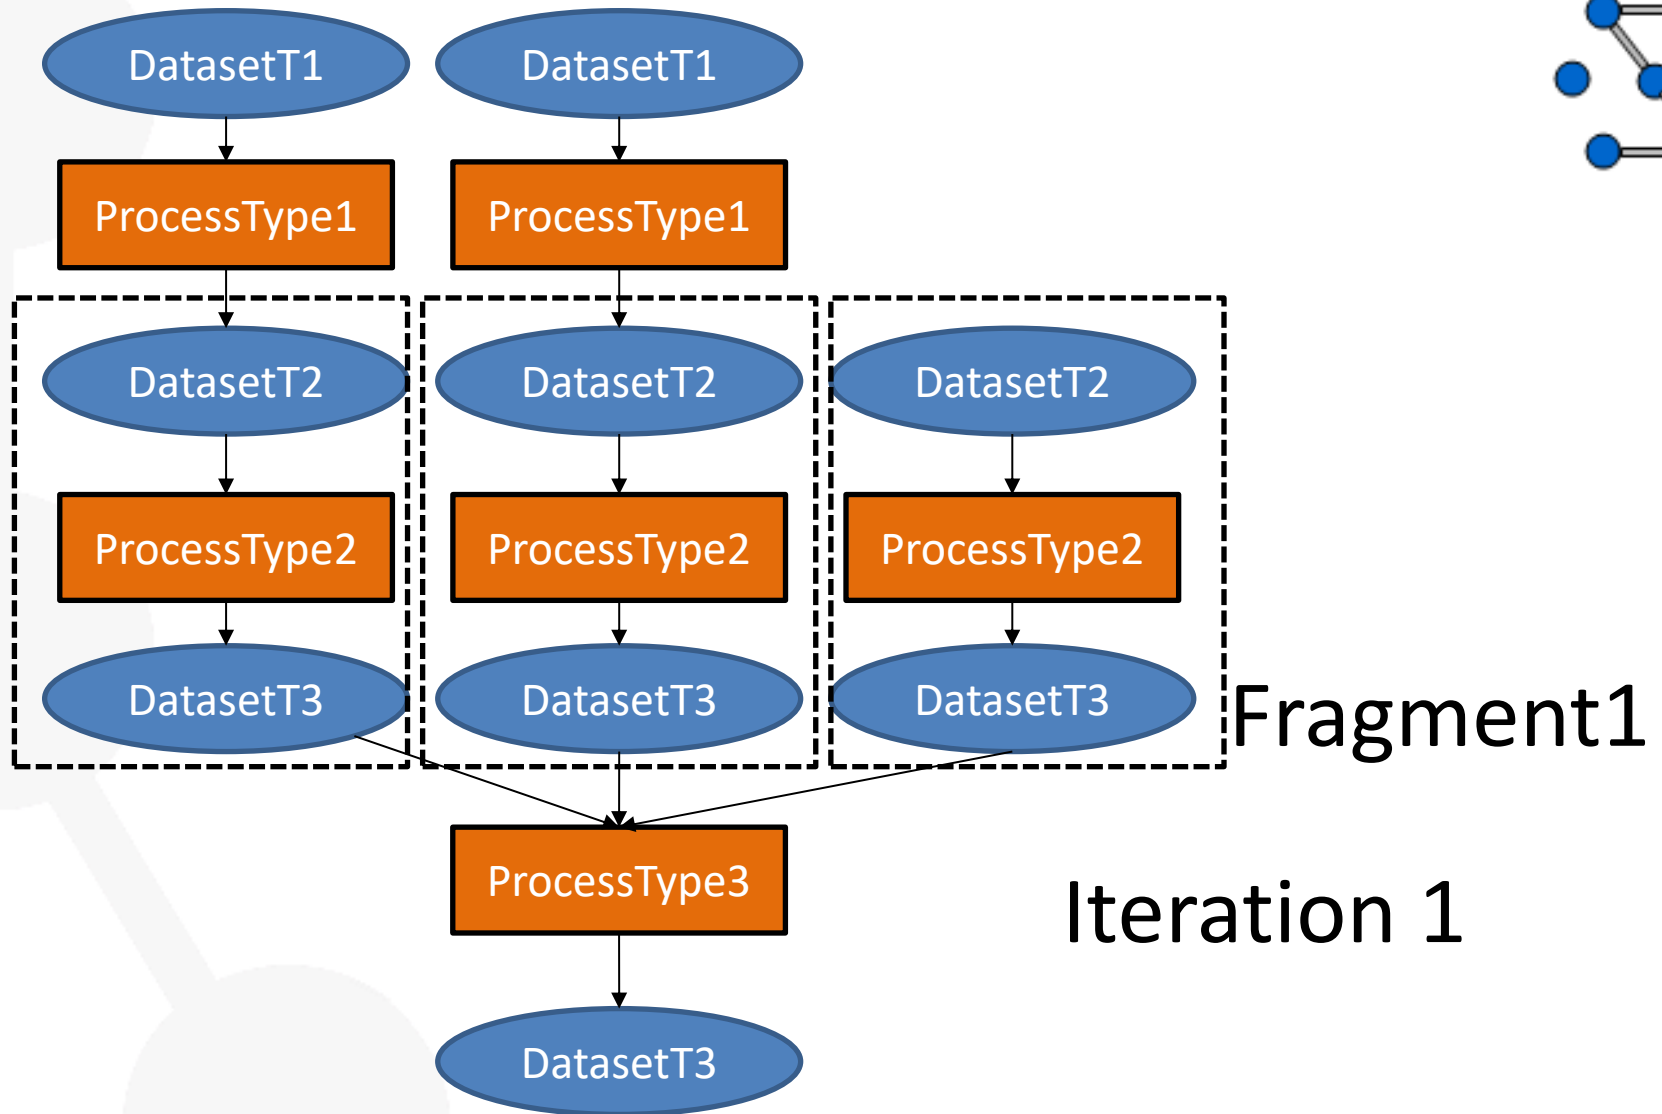 DatasetT1
DatasetT1
ProcessType1
ProcessType1
DatasetT2
DatasetT2
DatasetT2
ProcessType2
ProcessType2
ProcessType2
DatasetT3
DatasetT3
DatasetT3
Fragment1
ProcessType3
Iteration 1
DatasetT3